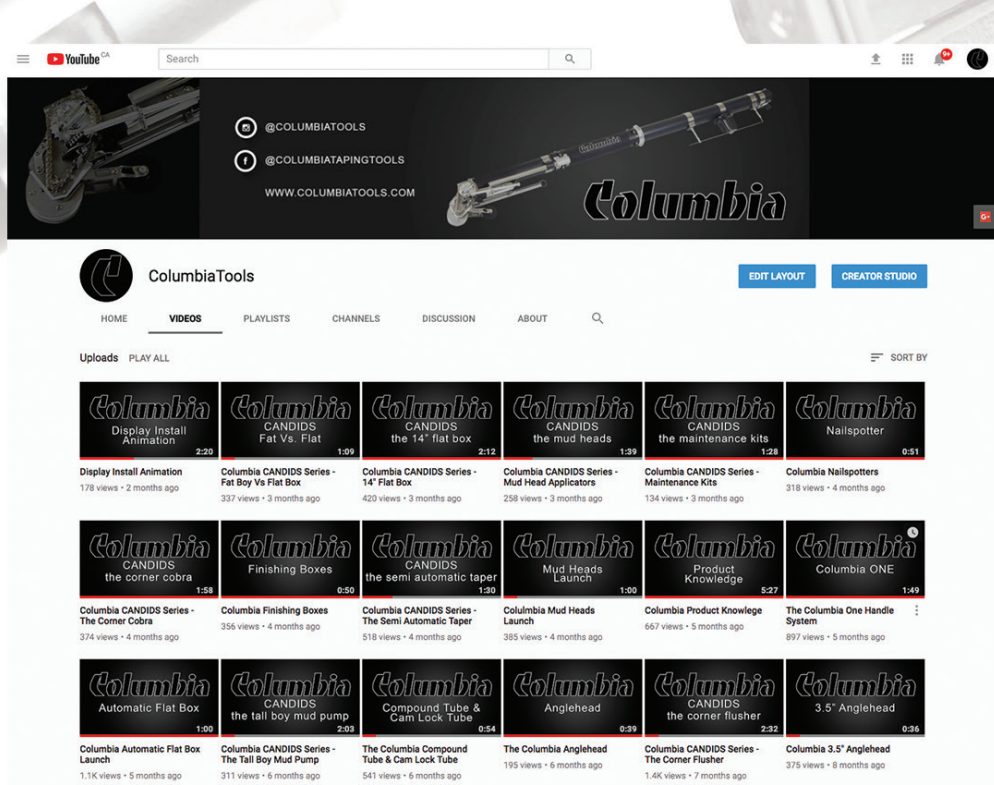 YouTube CA
Search
9+
@COLUMBIATOOLS
@COLUMBIATAPINGTOOLS
WWW.COLUMBIATOOLS.COM
Columbia
Columbia
G+
ColumbiaTools
EDIT LAYOUT
CREATOR STUDIO
HOME VIDEOS PLAYLISTS CHANNELS DISCUSSION ABOUT
Uploads PLAY ALL
SORT BY
Columbia
Display Install
Animation
2:20
Display Install Animation
178 views • 2 months ago
Columbia
CANDIDS
Fat Vs. Flat
1:09
Columbia CANDIDS Series -
Fat Boy Vs Flat Box
337 views • 3 months ago
Columbia
CANDIDS
the 14" flat box
2:12
Columbia CANDIDS Series -
14" Flat Box
420 views • 3 months ago
Columbia
CANDIDS
the mud heads
1:39
Columbia CANDIDS Series -
Mud Head Applicators
258 views • 3 months ago
Columbia
CANDIDS
the maintenance kits
1:28
Columbia CANDIDS Series -
Maintenance Kits
134 views • 3 months ago
Columbia
Nailspotter
0:51
Columbia Nailspotters
318 views • 4 months ago
Columbia
CANDIDS
the corner cobra
1:58
Columbia CANDIDS Series -
The Corner Cobra
374 views • 4 months ago
Columbia
Finishing Boxes
0:50
Columbia Finishing Boxes
356 views • 4 months ago
Columbia
CANDIDS
the semi automatic taper
1:30
Columbia CANDIDS Series -
The Semi Automatic Taper
518 views • 4 months ago
Columbia
Mud Heads
Launch
1:00
Colulmbia Mud Heads
Launch
385 views • 4 months ago
Columbia
Product
Knowledge
5:27
Columbia Product Knowlege
667 views • 5 months ago
Columbia
Columbia ONE
1:49
The Columbia One Handle
System
897 views • 5 months ago
Columbia
Automatic Flat Box
1:00
Columbia Automatic Flat Box
Launch
1.1K views • 5 months ago
Columbia
CANDIDS
the tall boy mud pump
2:03
Columbia CANDIDS Series -
The Tall Boy Mud Pump
311 views • 6 months ago
Columbia
Compound Tube &
Cam Lock Tube
0:54
The Columbia Compound
Tube & Cam Lock Tube
541 views • 6 months ago
Columbia
Anglehead
0:39
The Columbia Anglehead
195 views • 6 months ago
Columbia
CANDIDS
the corner flusher
2:32
Columbia CANDIDS Series -
The Corner Flusher
1.4K views • 7 months ago
Columbia
3.5" Anglehead
0:36
Columbia 3.5" Anglehead
375 views • 8 months ago